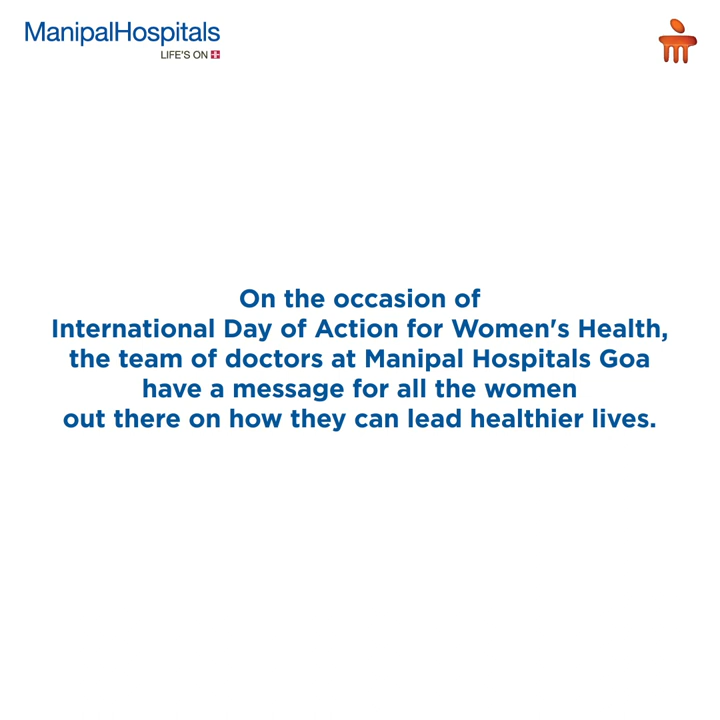 ManipalHospitals
LIFE'S ON
On the occasion of
International Day of Action for Women's Health,
the team of doctors at Manipal Hospitals Goa
have a message for all the women
out there on how they can lead healthier lives.